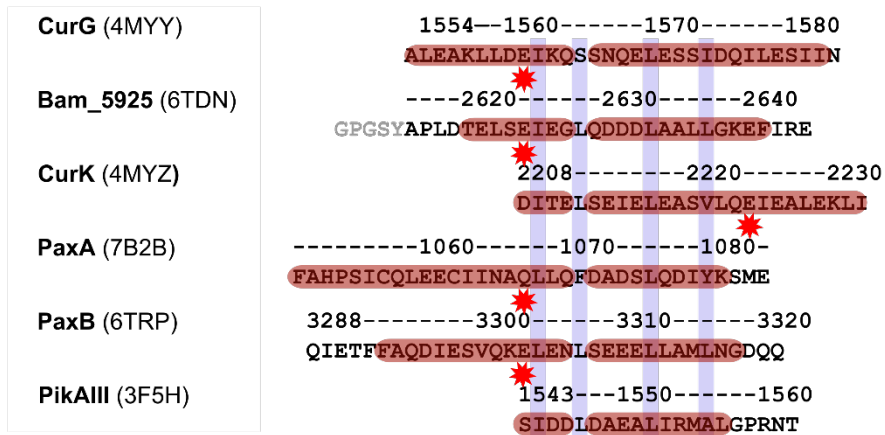 CurG (4MYY) 1554—-1560------1570-------1580
ALEAKLLDEIKQSSNQELESSIDQILESIIN
Bam_5925 (6TDN) ----2620------2630------2640
GPGSYAPLDTELSEIEGLQDDDLAALLGKEFIRE
CurK (4MYZ) 2208------2220------2230
DITELSEIELEASVLQEIEALEKLI
PaxA (7B2B) ---------1060------1070------1080-
FAHPSICQLEECIINAQLLQFDADSLQDIYKSME
PaxB (6TRP) 3288--------3300------3310------3320
QIETFFAQDIESVQKELENLSEEELLAMLNGDQQ
PikAIII (3F5H) 1543---1550-------1560
SIDDLDAEALIRMALGPRNT